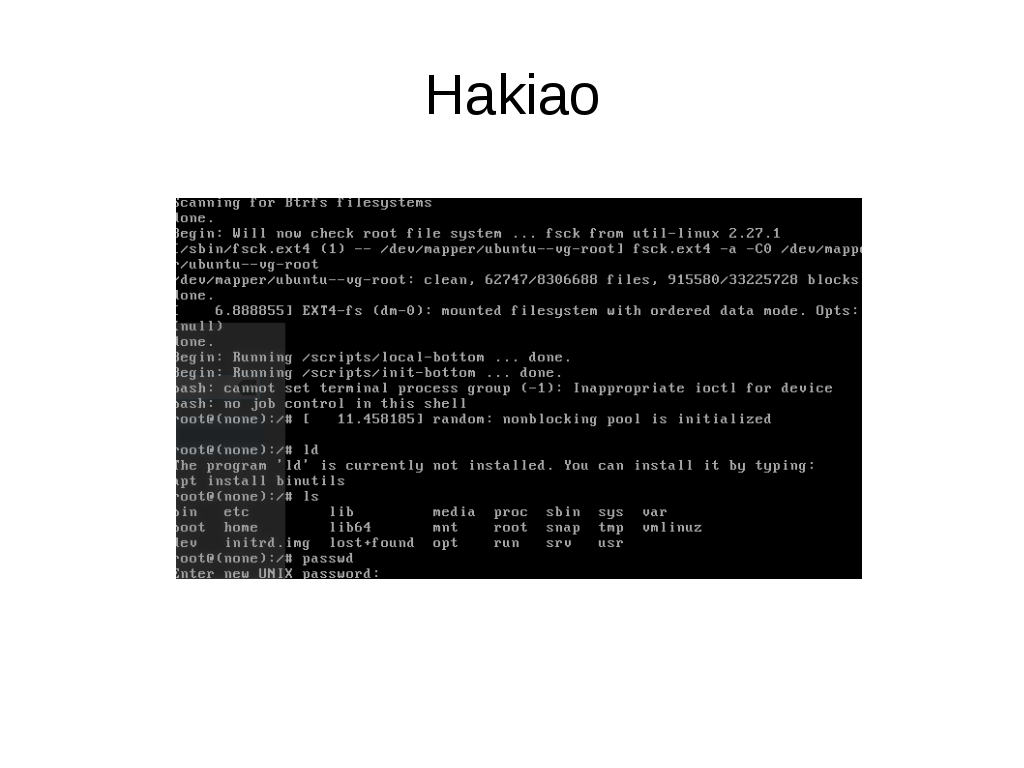 Hakiao
Scanning for Btrfs filesystems
done.
Begin: Will now check root file system ... fsck from util-linux 2.27.1
[/sbin/fsck.ext4 (1) -- /dev/mapper/ubuntu--vg-root] fsck.ext4 -a -C0 /dev/mappe
r/ubuntu--vg-root
/dev/mapper/ubuntu--vg-root: clean, 62747/8306688 files, 915580/33225728 blocks
done.
[    6.888855] EXT4-fs (dm-0): mounted filesystem with ordered data mode. Opts:
(null)
done.
Begin: Running /scripts/local-bottom ... done.
Begin: Running /scripts/init-bottom ... done.
bash: cannot set terminal process group (-1): Inappropriate ioctl for device
bash: no job control in this shell
root@(none):/# [   11.458185] random: nonblocking pool is initialized
root@(none):/# ld
The program 'ld' is currently not installed. You can install it by typing:
apt install binutils
root@(none):/# ls
bin   etc         lib         media  proc  sbin  sys  var
boot  home        lib64       mnt    root  snap  tmp  vmlinuz
dev   initrd.img  lost+found  opt    run   srv   usr
root@(none):/# passwd
Enter new UNIX password: